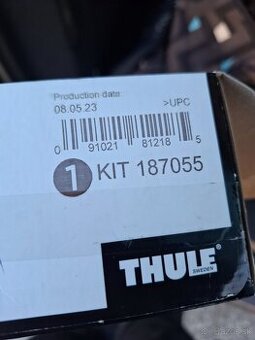 Production date:
08.05.23
>UPC
0 91021 81218 5
1 KIT 187055
THULE
SWEDEN